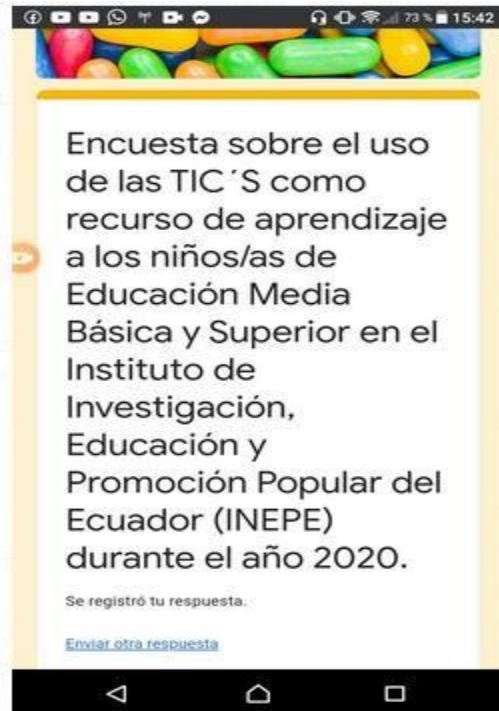 73 % 15:42
Encuesta sobre el uso
de las TIC´S como
recurso de aprendizaje
a los niños/as de
Educación Media
Básica y Superior en el
Instituto de
Investigación,
Educación y
Promoción Popular del
Ecuador (INEPE)
durante el año 2020.
Se registró tu respuesta.
Enviar otra respuesta